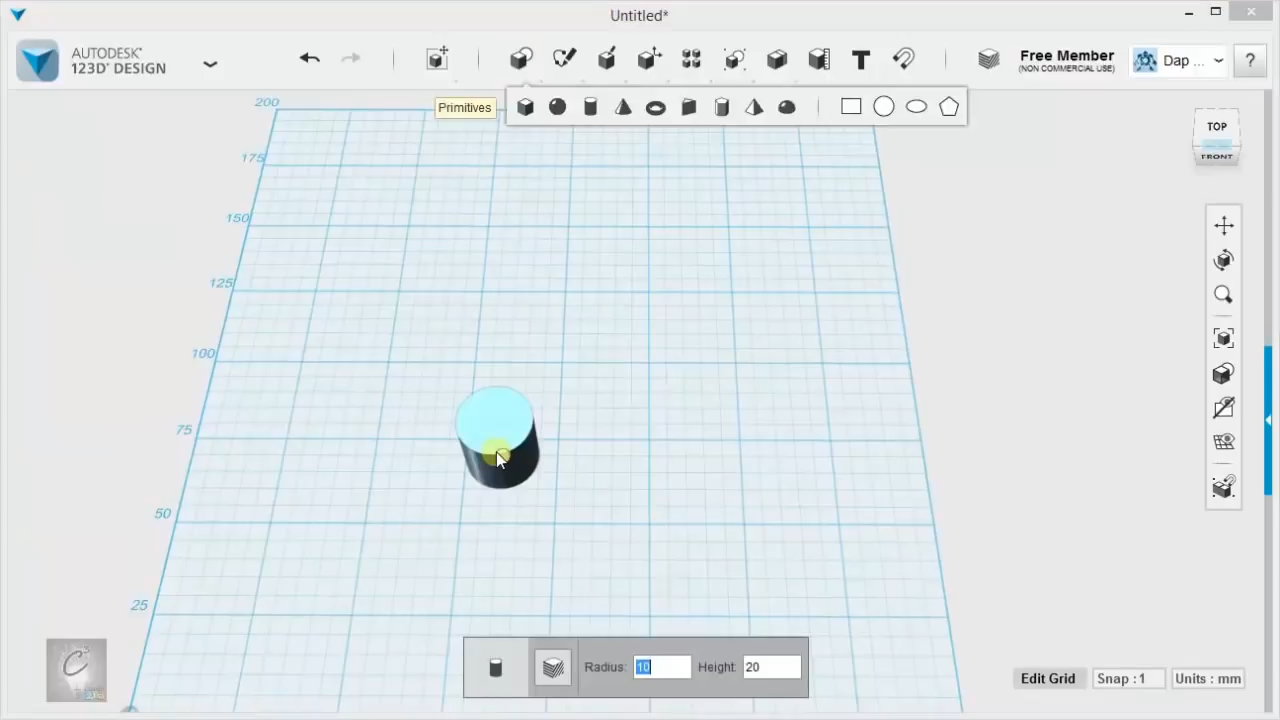 Untitled*
AUTODESK®
123D® DESIGN
T
Free Member
(NON COMMERCIAL USE)
Dap ...
?
Primitives
TOP
FRONT
200
175
150
125
100
75
50
25
Radius: 10
Height: 20
Edit Grid
Snap : 1
Units : mm